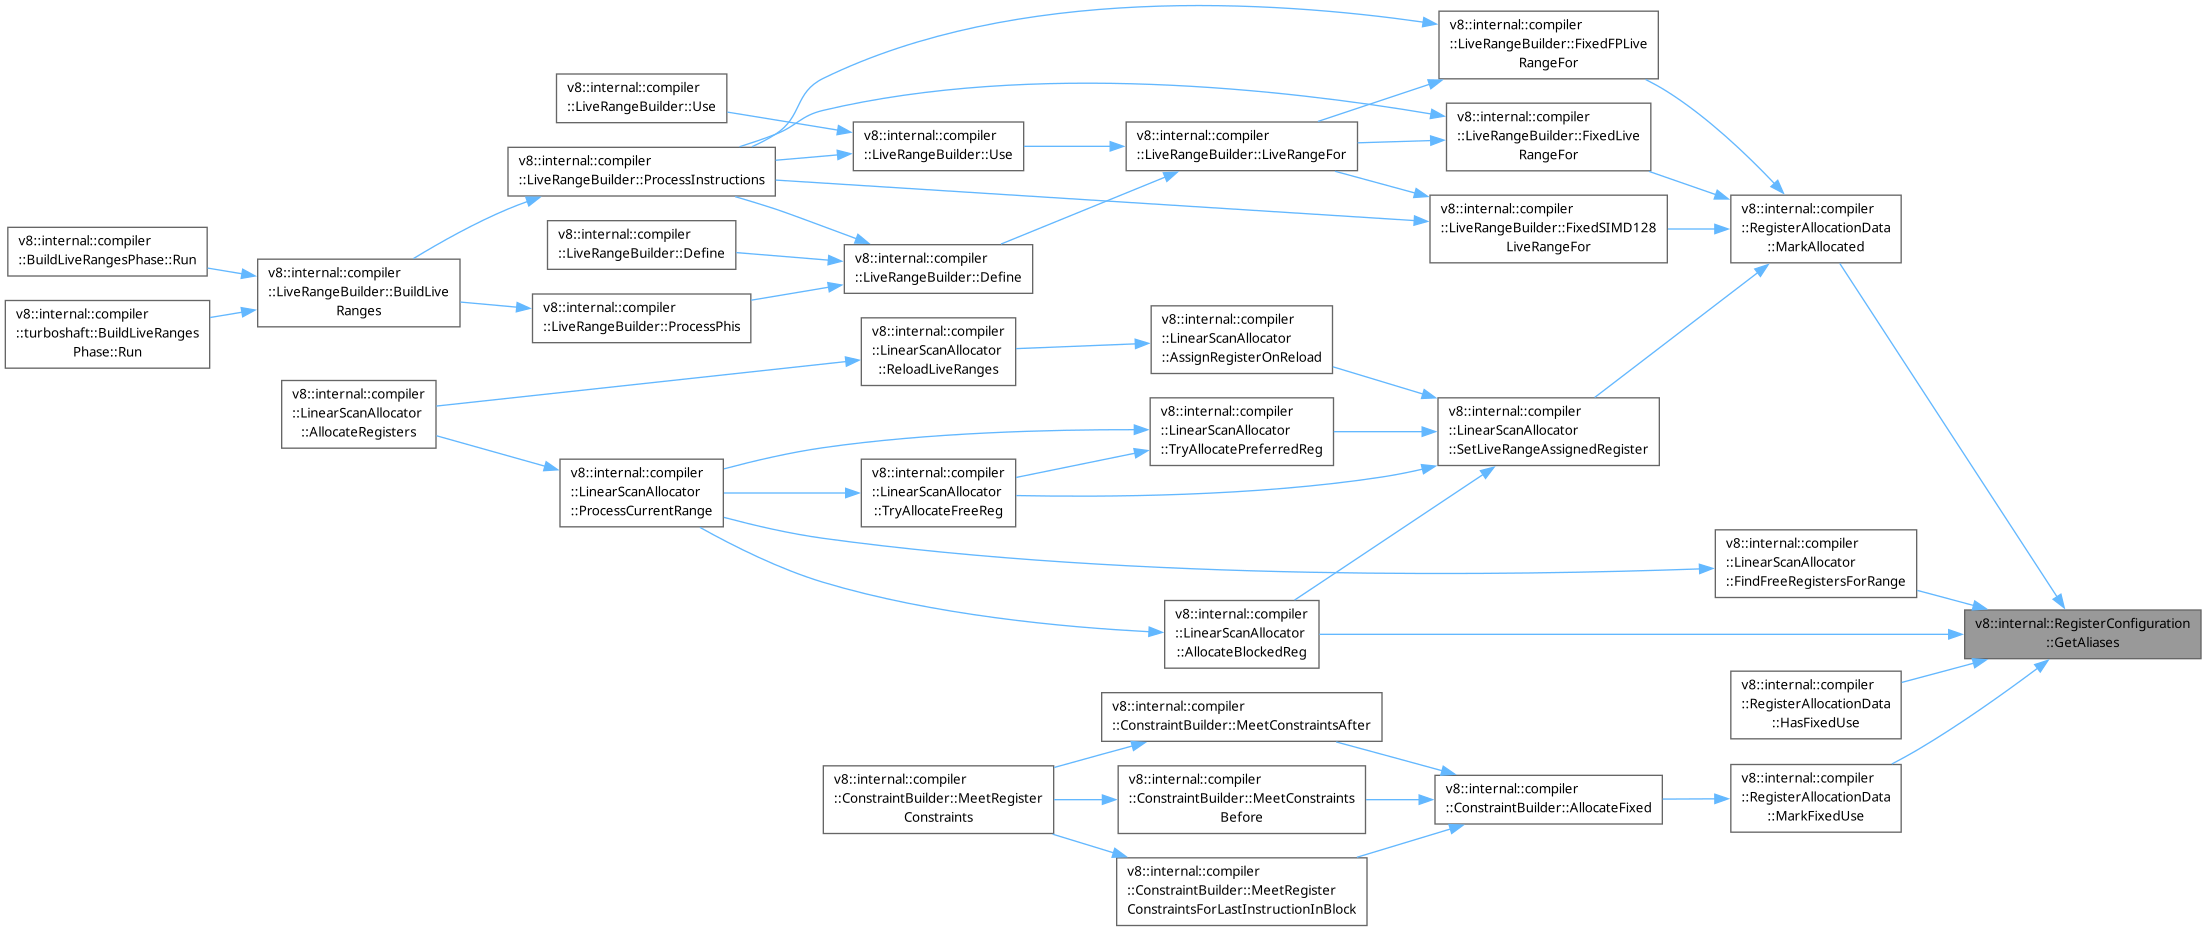 v8::internal::compiler
::LiveRangeBuilder::FixedFPLive
RangeFor
v8::internal::compiler
::LiveRangeBuilder::Use
v8::internal::compiler
::LiveRangeBuilder::FixedLive
RangeFor
v8::internal::compiler
::LiveRangeBuilder::Use
v8::internal::compiler
::LiveRangeBuilder::LiveRangeFor
v8::internal::compiler
::LiveRangeBuilder::ProcessInstructions
v8::internal::compiler
::LiveRangeBuilder::FixedSIMD128
LiveRangeFor
v8::internal::compiler
::RegisterAllocationData
::MarkAllocated
v8::internal::compiler
::BuildLiveRangesPhase::Run
v8::internal::compiler
::LiveRangeBuilder::Define
v8::internal::compiler
::LiveRangeBuilder::Define
v8::internal::compiler
::LiveRangeBuilder::BuildLive
Ranges
v8::internal::compiler
::turboshaft::BuildLiveRanges
Phase::Run
v8::internal::compiler
::LiveRangeBuilder::ProcessPhis
v8::internal::compiler
::LinearScanAllocator
::ReloadLiveRanges
v8::internal::compiler
::LinearScanAllocator
::AssignRegisterOnReload
v8::internal::compiler
::LinearScanAllocator
::AllocateRegisters
v8::internal::compiler
::LinearScanAllocator
::TryAllocatePreferredReg
v8::internal::compiler
::LinearScanAllocator
::SetLiveRangeAssignedRegister
v8::internal::compiler
::LinearScanAllocator
::ProcessCurrentRange
v8::internal::compiler
::LinearScanAllocator
::TryAllocateFreeReg
v8::internal::compiler
::LinearScanAllocator
::FindFreeRegistersForRange
v8::internal::compiler
::LinearScanAllocator
::AllocateBlockedReg
v8::internal::RegisterConfiguration
::GetAliases
v8::internal::compiler
::RegisterAllocationData
::HasFixedUse
v8::internal::compiler
::ConstraintBuilder::MeetConstraintsAfter
v8::internal::compiler
::ConstraintBuilder::MeetRegister
Constraints
v8::internal::compiler
::ConstraintBuilder::MeetConstraints
Before
v8::internal::compiler
::ConstraintBuilder::AllocateFixed
v8::internal::compiler
::RegisterAllocationData
::MarkFixedUse
v8::internal::compiler
::ConstraintBuilder::MeetRegister
ConstraintsForLastInstructionInBlock